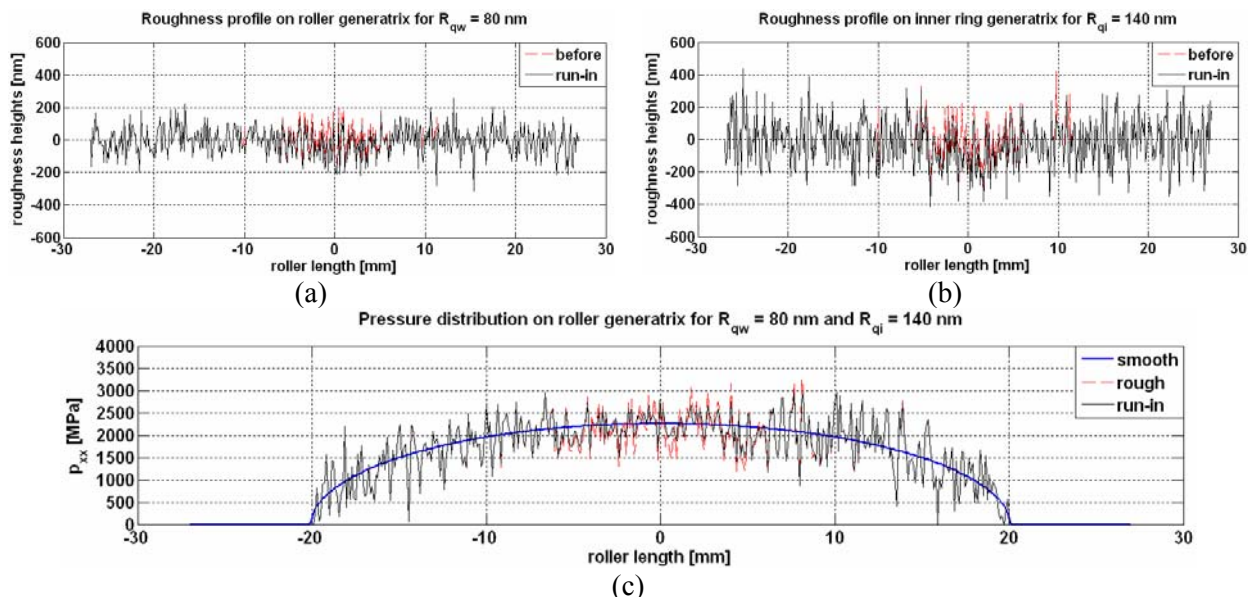 Roughness profile on roller generatrix for Rqw = 80 nm
600
400
200
0
-200
-400
-600
roughness heights [nm]
before
run-in
-30 -20 -10 0 10 20 30
roller length [mm]
(a)
Roughness profile on inner ring generatrix for Rqi = 140 nm
600
400
200
0
-200
-400
-600
roughness heights [nm]
before
run-in
-30 -20 -10 0 10 20 30
roller length [mm]
(b)
Pressure distribution on roller generatrix for Rqw = 80 nm and Rqi = 140 nm
4000
3500
3000
2500
2000
1500
1000
500
0
pxx [MPa]
smooth
rough
run-in
-30 -20 -10 0 10 20 30
roller length [mm]
(c)